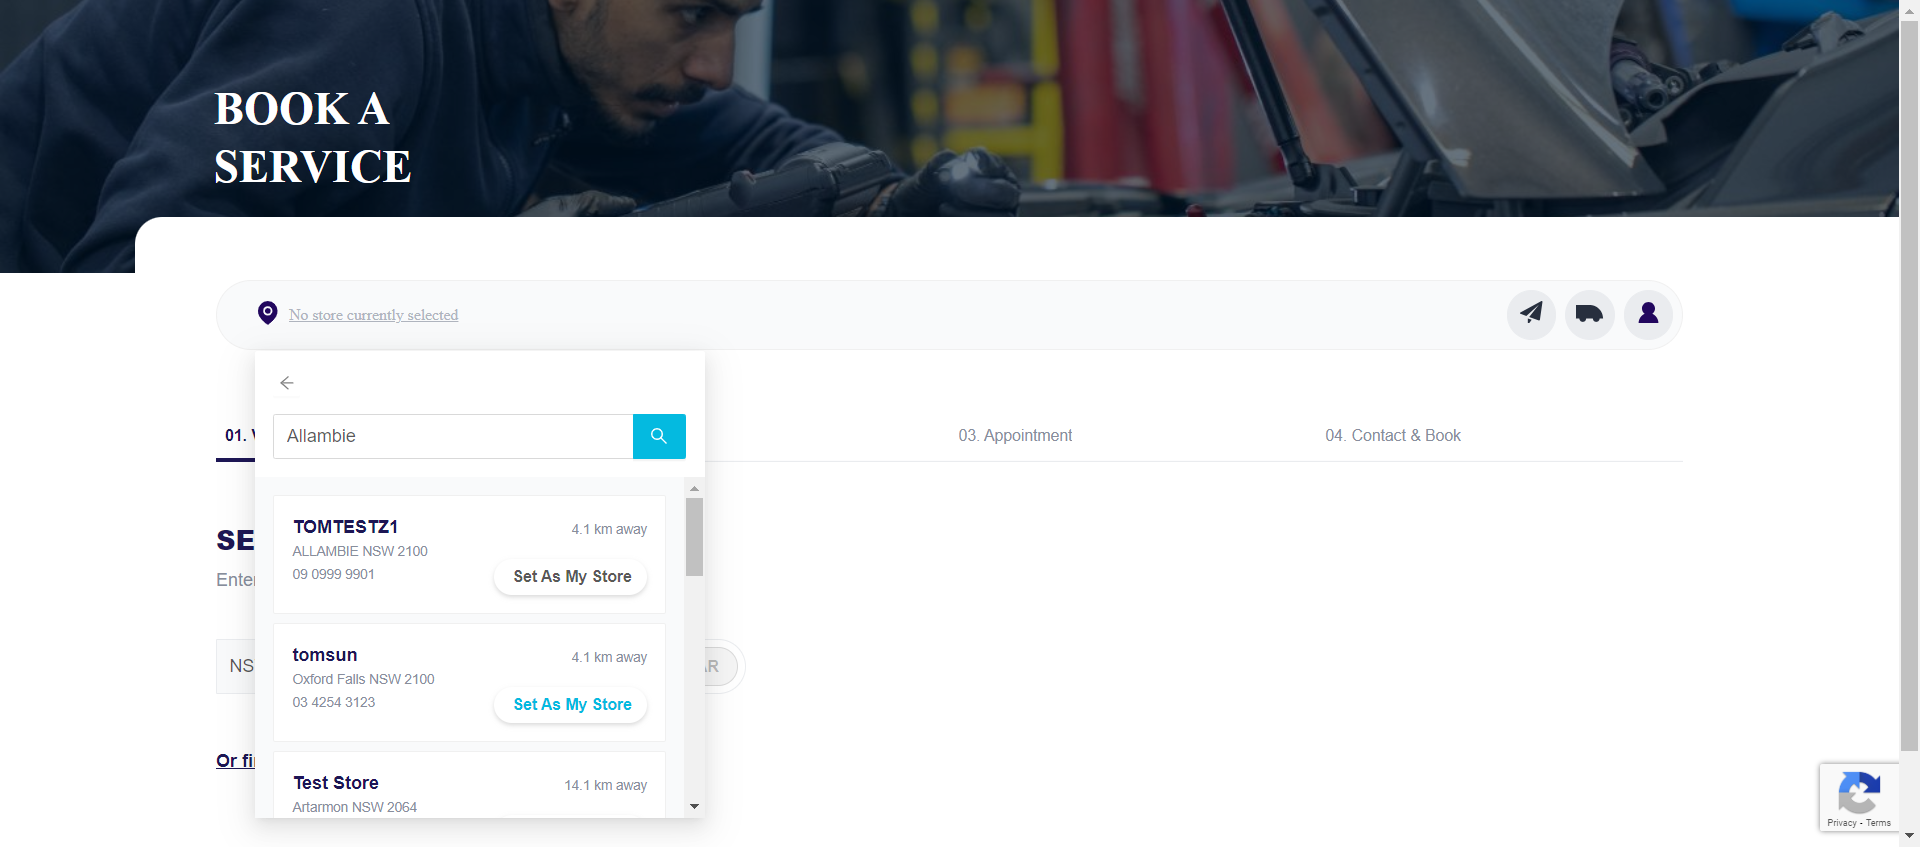 BOOK A
SERVICE
No store currently selected
Allambie
01.
03. Appointment
04. Contact & Book
TOMTESTZ1
4.1 km away
ALLAMBIE NSW 2100
09 0999 9901
Set As My Store
SE
Enter
tomsun
4.1 km away
Oxford Falls NSW 2100
03 4254 3123
Set As My Store
NS
AR
Or fi
Test Store
14.1 km away
Artarmon NSW 2064
Privacy - Terms